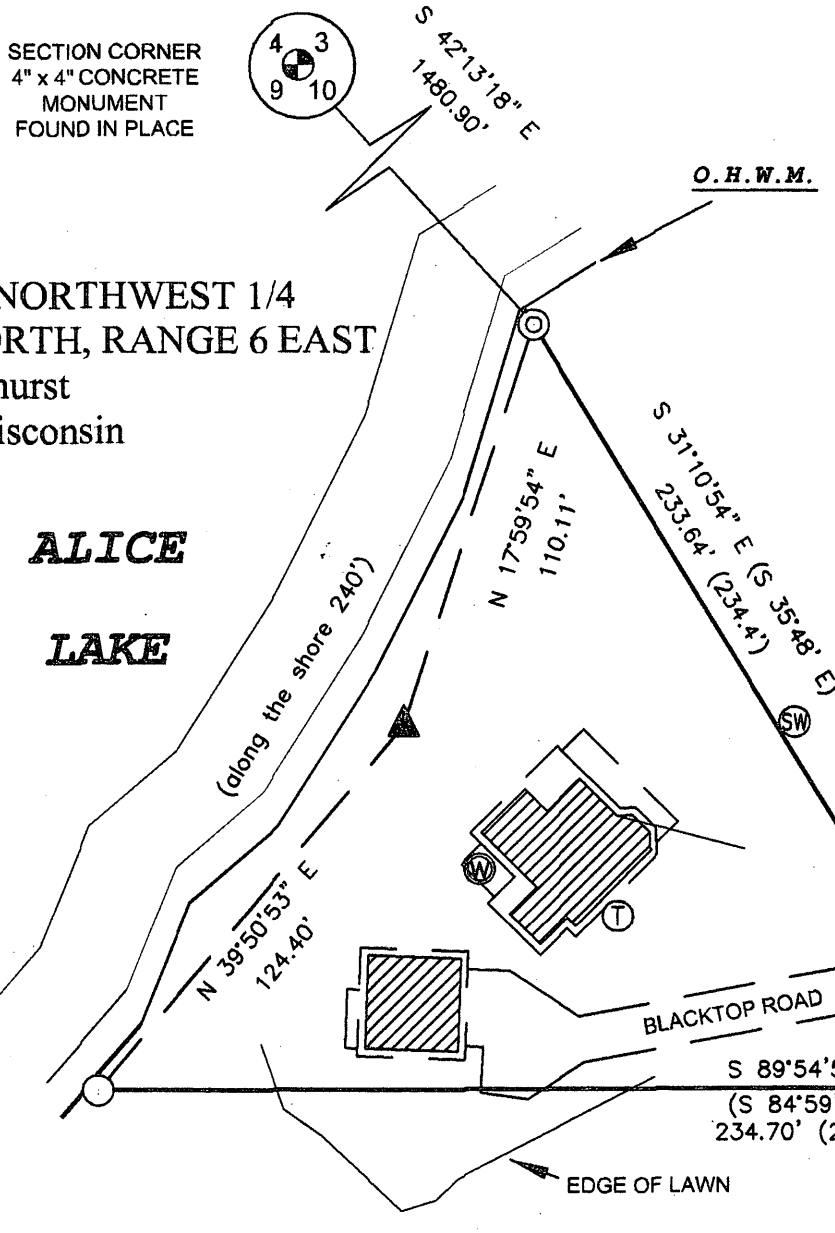 SECTION CORNER
4" x 4" CONCRETE
MONUMENT
FOUND IN PLACE
4 3
9 10
S 42°13'18" E
1480.90'
O.H.W.M.
NORTHWEST 1/4
ORTH, RANGE 6 EAST
hurst
isconsin
ALICE
LAKE
(along the shore 240')
N 17°59'54" E
110.11'
S 31°10'54" E (S 35°48' E)
233.64' (234.4')
SW
W
T
N 39°50'53" E
124.40'
BLACKTOP ROAD
S 89°54'5
(S 84°59
234.70' (2
EDGE OF LAWN